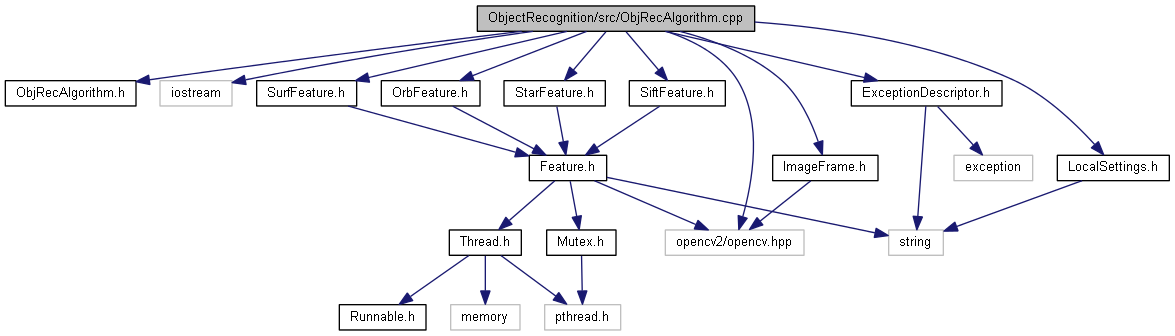 ObjectRecognition/src/ObjRecAlgorithm.cpp
ObjRecAlgorithm.h
iostream
SurfFeature.h
OrbFeature.h
StarFeature.h
SiftFeature.h
ExceptionDescriptor.h
Feature.h
ImageFrame.h
exception
LocalSettings.h
Thread.h
Mutex.h
opencv2/opencv.hpp
string
Runnable.h
memory
pthread.h